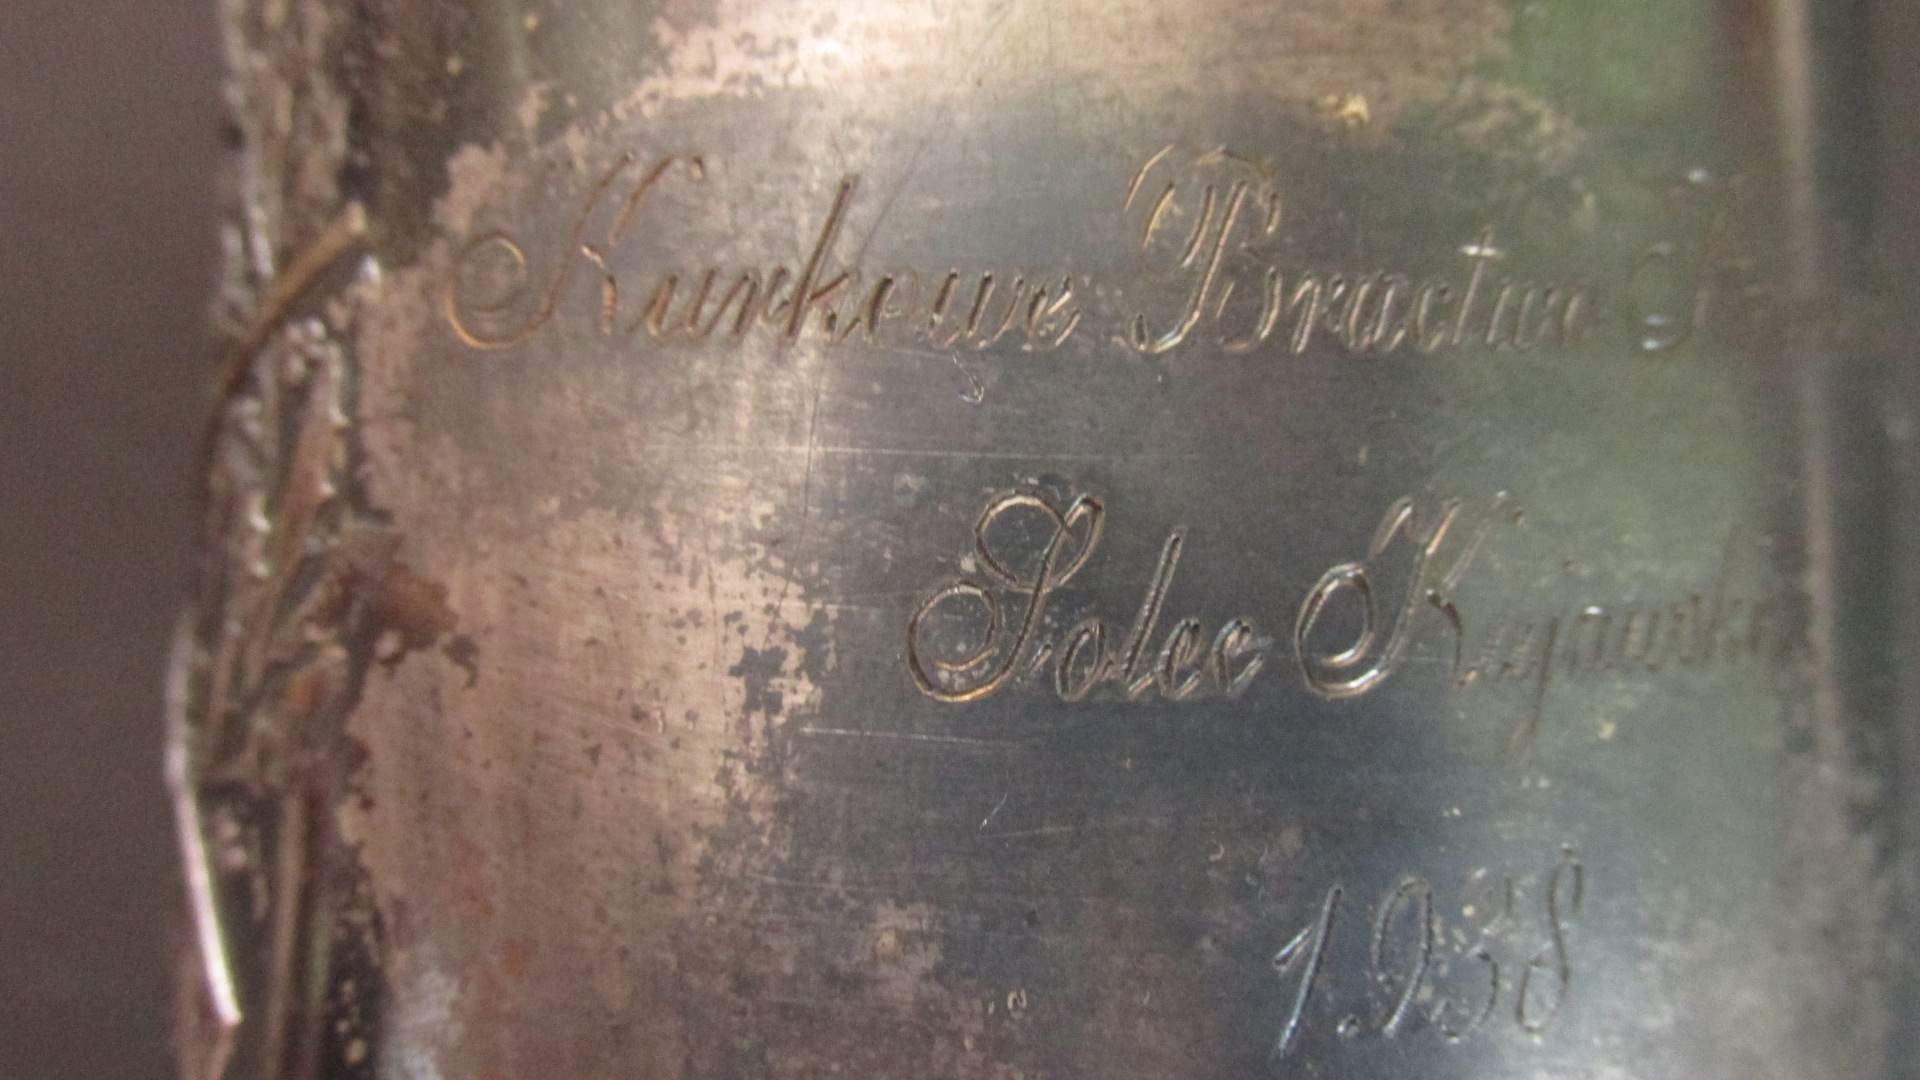 Kurkowe Bractwo
Solec Kujawski
1938